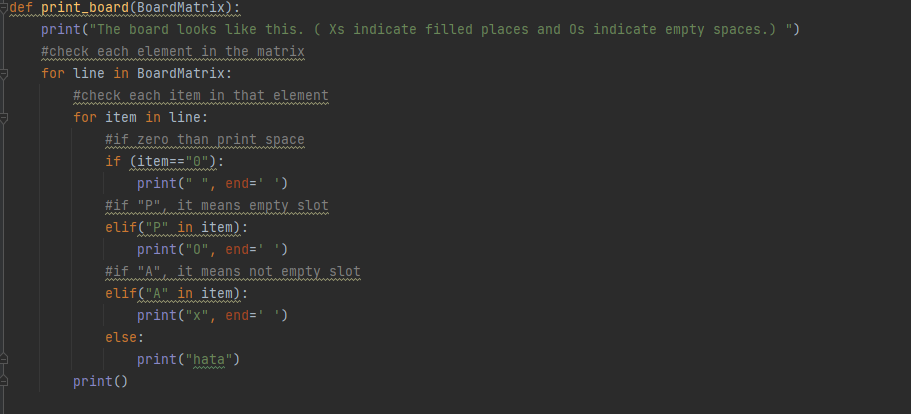 def print_board(BoardMatrix):
    print("The board looks like this. ( Xs indicate filled places and Os indicate empty spaces.) ")
    #check each element in the matrix
    for line in BoardMatrix:
        #check each item in that element
        for item in line:
            #if zero than print space
            if (item=="0"):
                print(" ", end=' ')
            #if "P", it means empty slot
            elif("P" in item):
                print("O", end=' ')
            #if "A", it means not empty slot
            elif("A" in item):
                print("x", end=' ')
            else:
                print("hata")
        print()